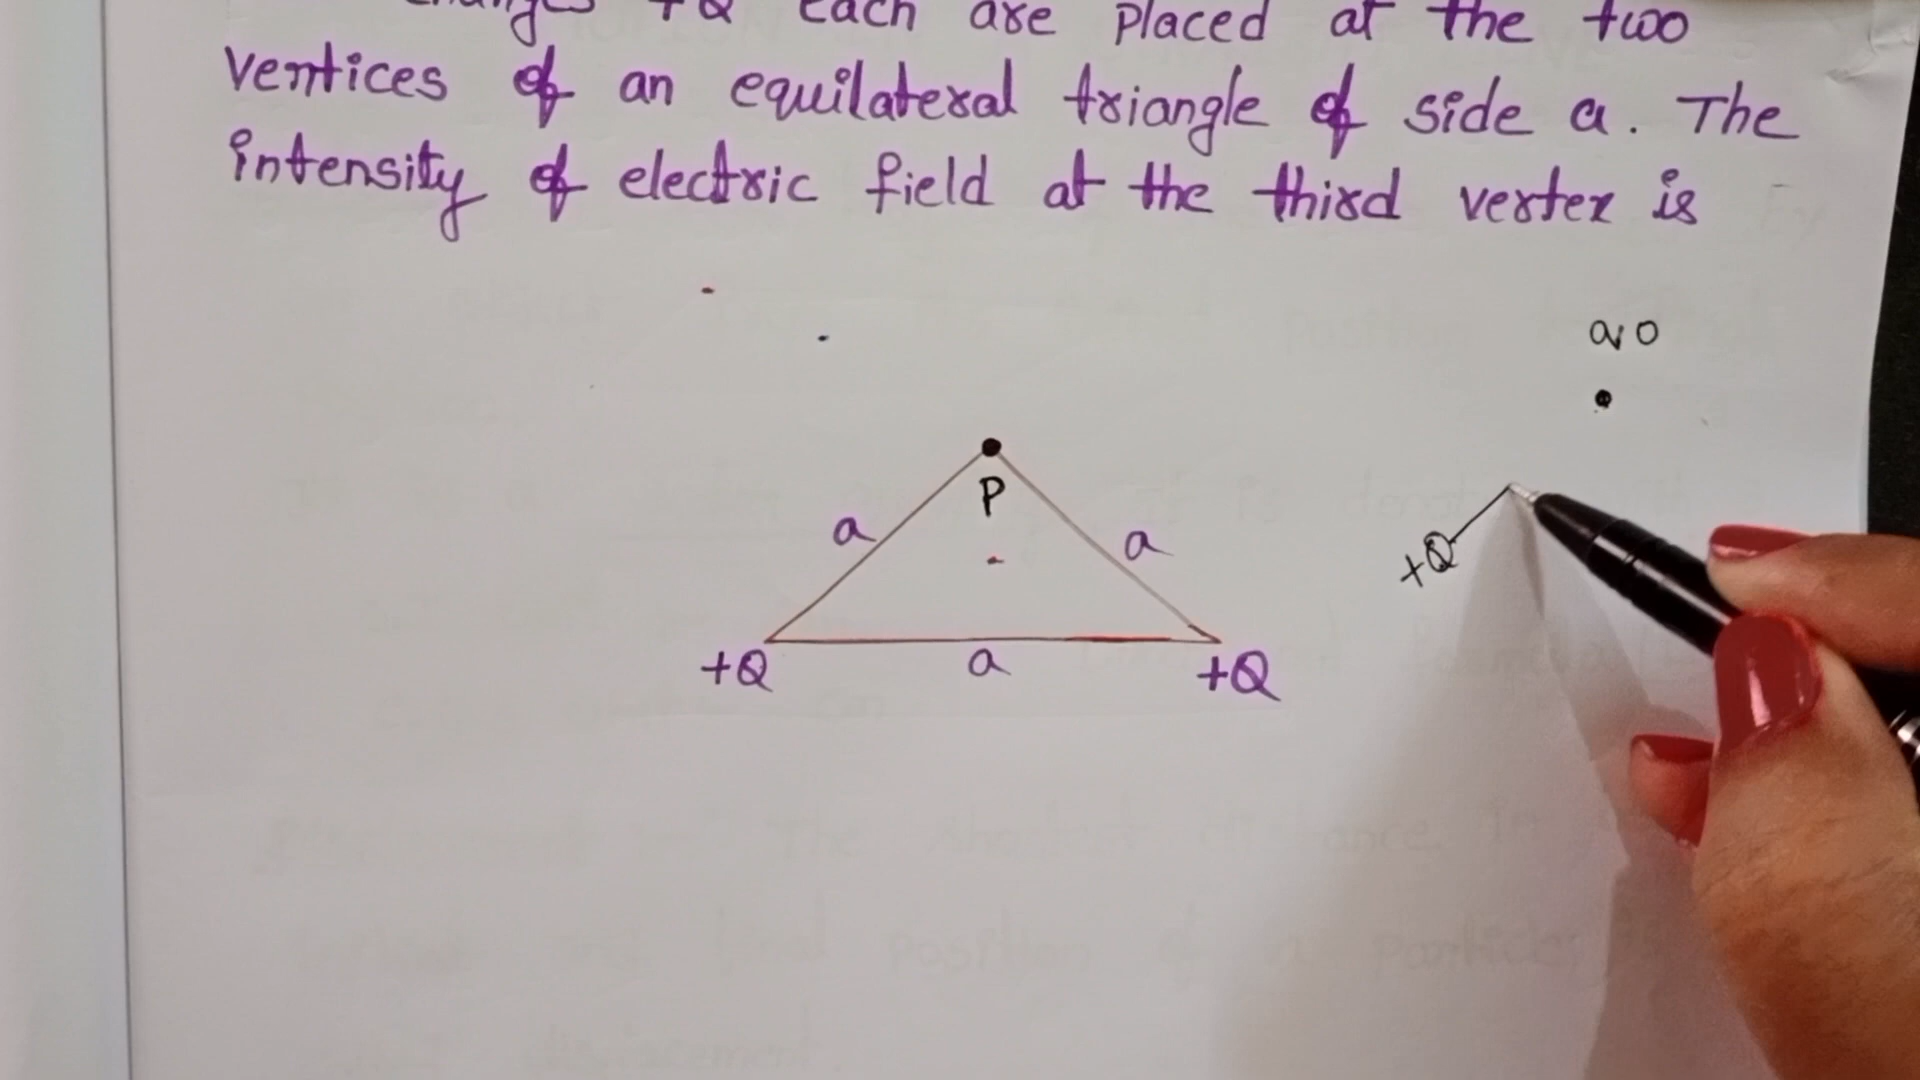 +Q each are placed at the two
vertices of an equilateral triangle of side a. The
intensity of electric field at the third vertex is
P
a
a
+Q
a
+Q
+Q